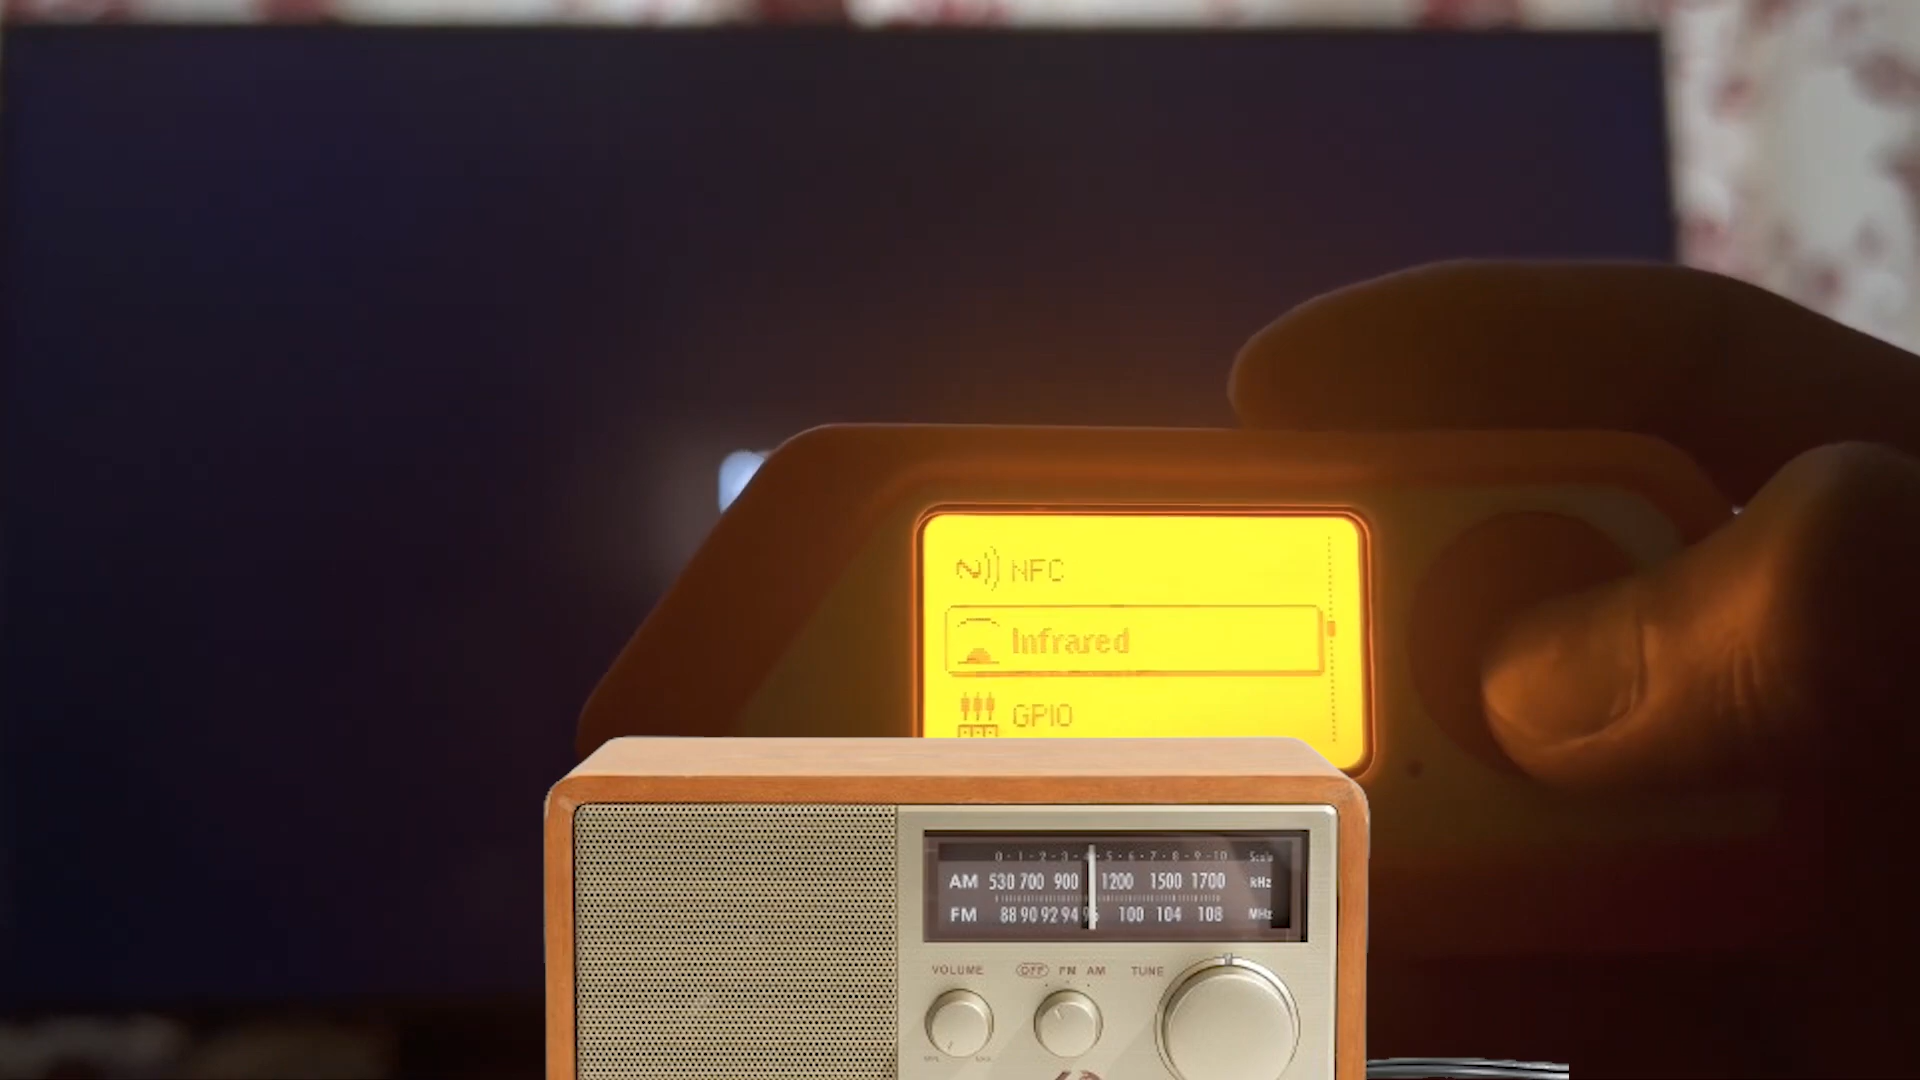 NFC
Infrared
GPIO
0 · 1 · 2 · 3 · 4 · 5 · 6 · 7 · 8 · 9 · 10 Scale
AM 530 700 900 1200 1500 1700 kHz
FM 88 90 92 94 96 100 104 108 MHz
VOLUME OFF FM AM TUNE